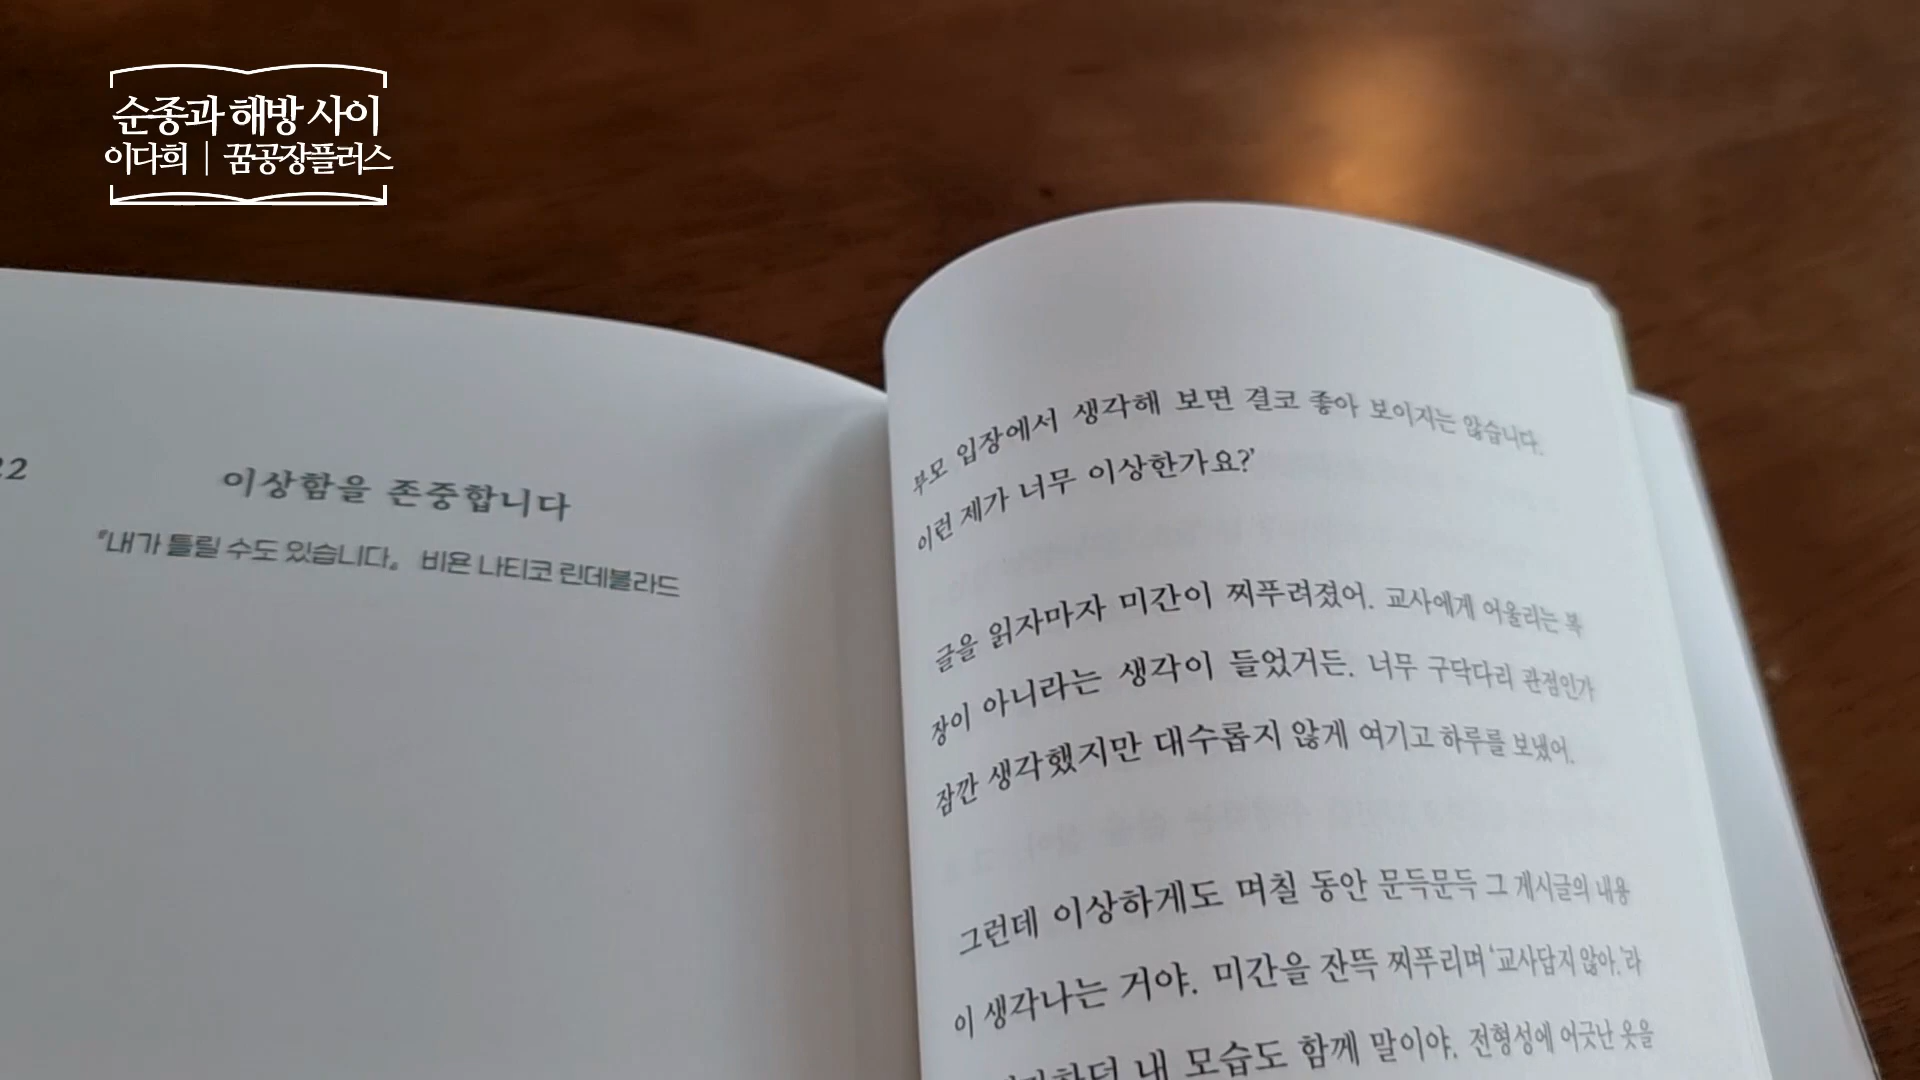 순종과 해방 사이
이다희 | 꿈공장플러스
22
이상함을 존중합니다
『내가 틀릴 수도 있습니다』 비욘 나티코 린데블라드
부모 입장에서 생각해 보면 결코 좋아 보이지는 않습니다.
이런 제가 너무 이상한가요?'
글을 읽자마자 미간이 찌푸려졌어. 교사에게 어울리는 복
장이 아니라는 생각이 들었거든. 너무 구닥다리 관점인가
잠깐 생각했지만 대수롭지 않게 여기고 하루를 보냈어.
그런데 이상하게도 며칠 동안 문득문득 그 게시글의 내용
이 생각나는 거야. 미간을 잔뜩 찌푸리며 '교사답지 않아.'라
내 모습도 함께 말이야. 전형성에 어긋난 옷을